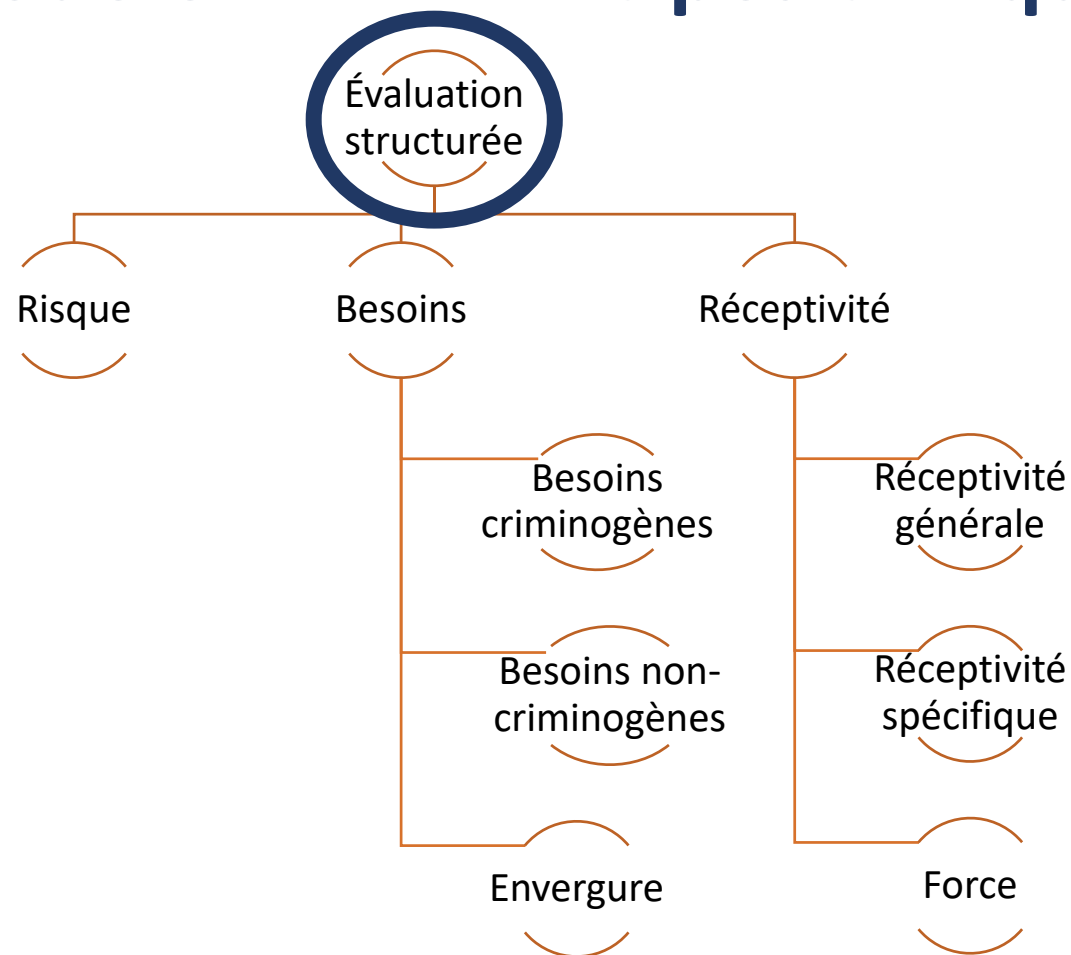 Évaluation
structurée
Risque
Besoins
Réceptivité
Besoins
criminogènes
Réceptivité
générale
Besoins non-
criminogènes
Réceptivité
spécifique
Envergure
Force